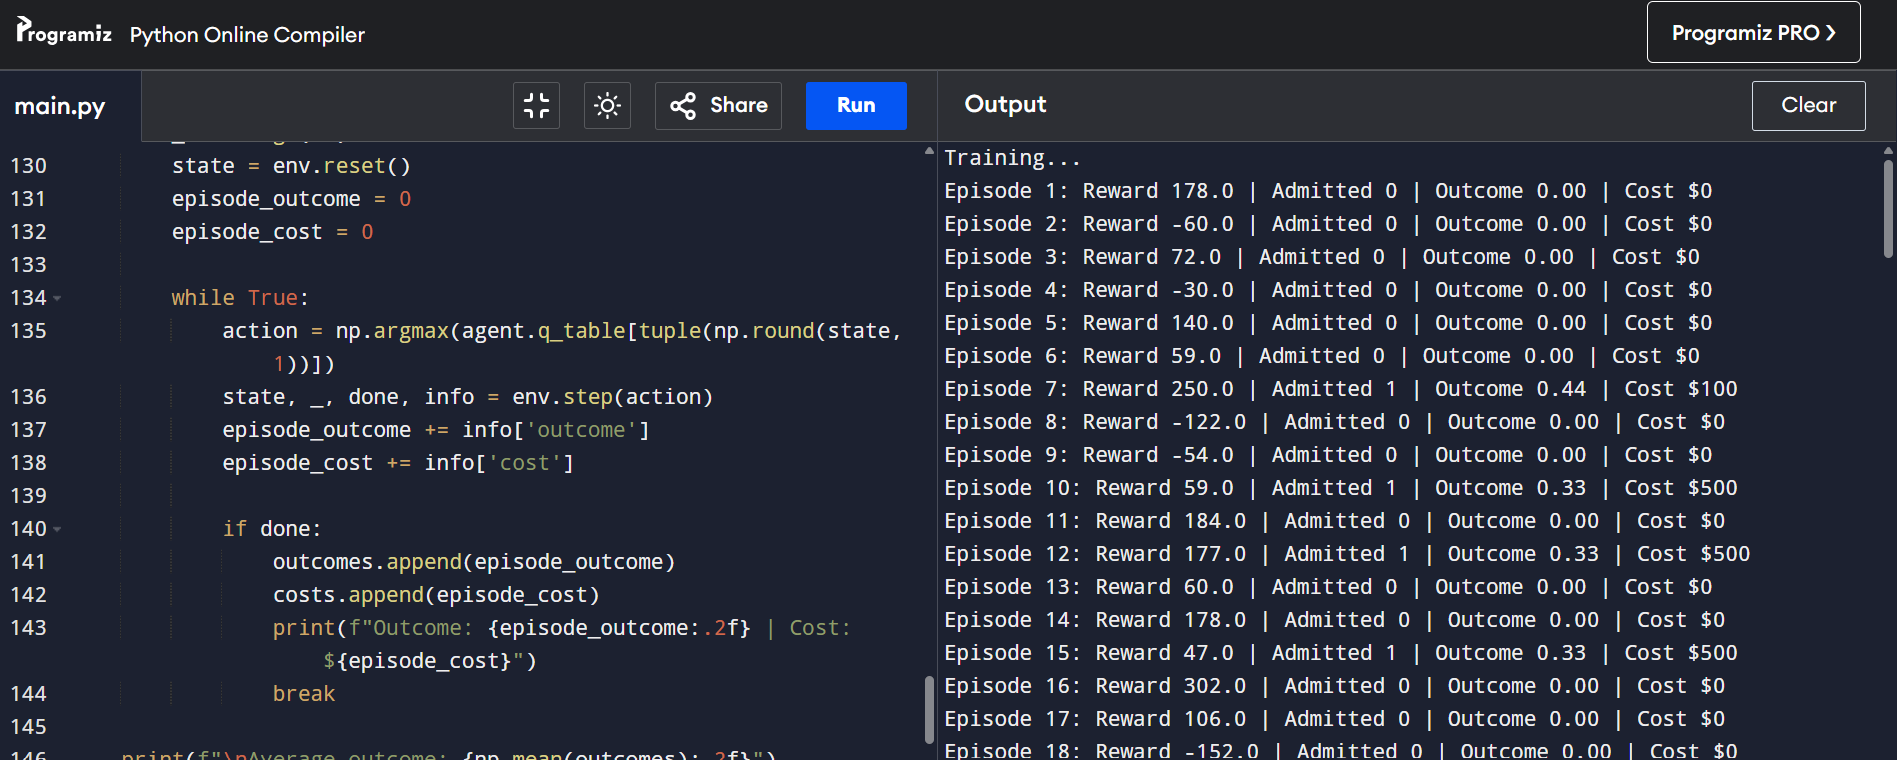 Programiz Python Online Compiler
Programiz PRO ❯
main.py
Share
Run
Output
Clear
130 state = env.reset()
131 episode_outcome = 0
132 episode_cost = 0
133
134 while True:
135 action = np.argmax(agent.q_table[tuple(np.round(state,
1))])
136 state, _, done, info = env.step(action)
137 episode_outcome += info['outcome']
138 episode_cost += info['cost']
139
140 if done:
141 outcomes.append(episode_outcome)
142 costs.append(episode_cost)
143 print(f"Outcome: {episode_outcome:.2f} | Cost:
${episode_cost}")
144 break
145
146 print(f"\nAverage outcome: {np.mean(outcomes):.2f}")
Training...
Episode 1: Reward 178.0 | Admitted 0 | Outcome 0.00 | Cost $0
Episode 2: Reward -60.0 | Admitted 0 | Outcome 0.00 | Cost $0
Episode 3: Reward 72.0 | Admitted 0 | Outcome 0.00 | Cost $0
Episode 4: Reward -30.0 | Admitted 0 | Outcome 0.00 | Cost $0
Episode 5: Reward 140.0 | Admitted 0 | Outcome 0.00 | Cost $0
Episode 6: Reward 59.0 | Admitted 0 | Outcome 0.00 | Cost $0
Episode 7: Reward 250.0 | Admitted 1 | Outcome 0.44 | Cost $100
Episode 8: Reward -122.0 | Admitted 0 | Outcome 0.00 | Cost $0
Episode 9: Reward -54.0 | Admitted 0 | Outcome 0.00 | Cost $0
Episode 10: Reward 59.0 | Admitted 1 | Outcome 0.33 | Cost $500
Episode 11: Reward 184.0 | Admitted 0 | Outcome 0.00 | Cost $0
Episode 12: Reward 177.0 | Admitted 1 | Outcome 0.33 | Cost $500
Episode 13: Reward 60.0 | Admitted 0 | Outcome 0.00 | Cost $0
Episode 14: Reward 178.0 | Admitted 0 | Outcome 0.00 | Cost $0
Episode 15: Reward 47.0 | Admitted 1 | Outcome 0.33 | Cost $500
Episode 16: Reward 302.0 | Admitted 0 | Outcome 0.00 | Cost $0
Episode 17: Reward 106.0 | Admitted 0 | Outcome 0.00 | Cost $0
Episode 18: Reward -152.0 | Admitted 0 | Outcome 0.00 | Cost $0